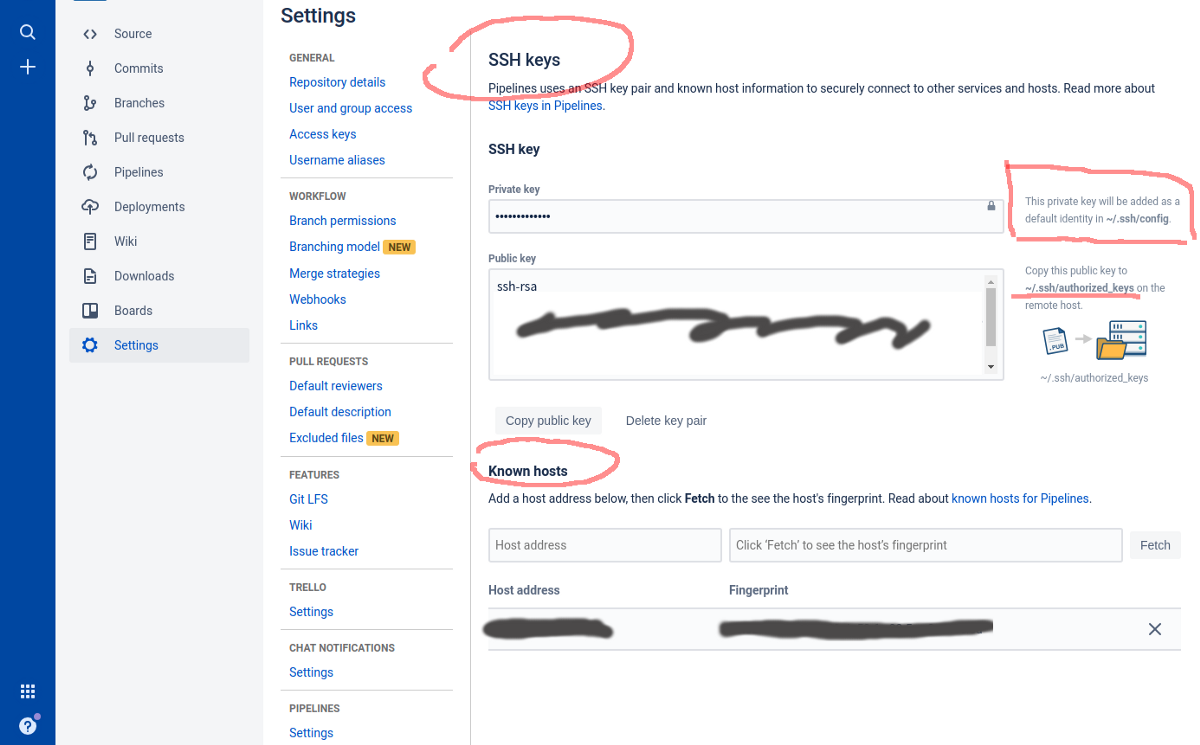 Settings
Source
Commits
Branches
Pull requests
Pipelines
Deployments
Wiki
Downloads
Boards
Settings
GENERAL
Repository details
User and group access
Access keys
Username aliases
WORKFLOW
Branch permissions
Branching model NEW
Merge strategies
Webhooks
Links
PULL REQUESTS
Default reviewers
Default description
Excluded files NEW
FEATURES
Git LFS
Wiki
Issue tracker
TRELLO
Settings
CHAT NOTIFICATIONS
Settings
PIPELINES
Settings
SSH keys
Pipelines uses an SSH key pair and known host information to securely connect to other services and hosts. Read more about
SSH keys in Pipelines.
SSH key
Private key
•••••••••••••
This private key will be added as a
default identity in ~/.ssh/config.
Public key
ssh-rsa
Copy this public key to
~/.ssh/authorized_keys on the
remote host.
.PUB
~/.ssh/authorized_keys
Copy public key Delete key pair
Known hosts
Add a host address below, then click Fetch to the see the host's fingerprint. Read about known hosts for Pipelines.
Host address Click 'Fetch' to see the host's fingerprint Fetch
Host address Fingerprint